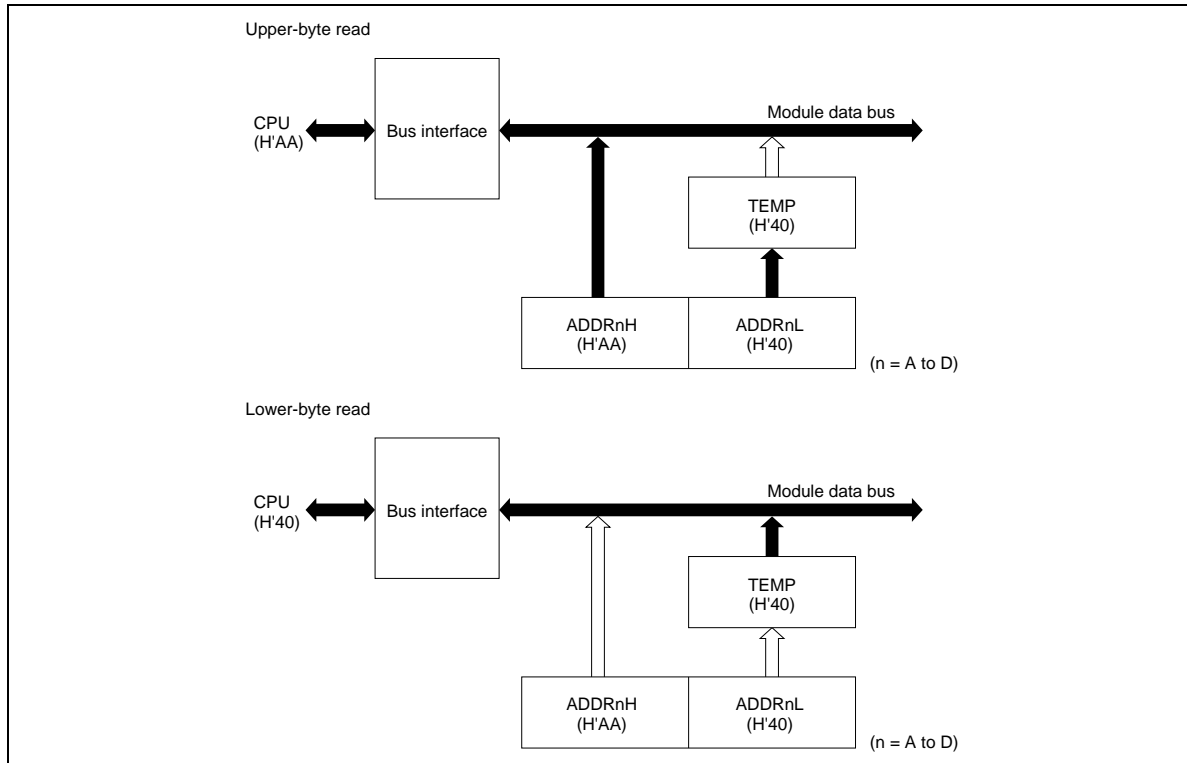 Upper-byte read
CPU
(H'AA)
Bus interface
Module data bus
TEMP
(H'40)
ADDRnH
(H'AA)
ADDRnL
(H'40)
(n = A to D)
Lower-byte read
CPU
(H'40)
Bus interface
Module data bus
TEMP
(H'40)
ADDRnH
(H'AA)
ADDRnL
(H'40)
(n = A to D)